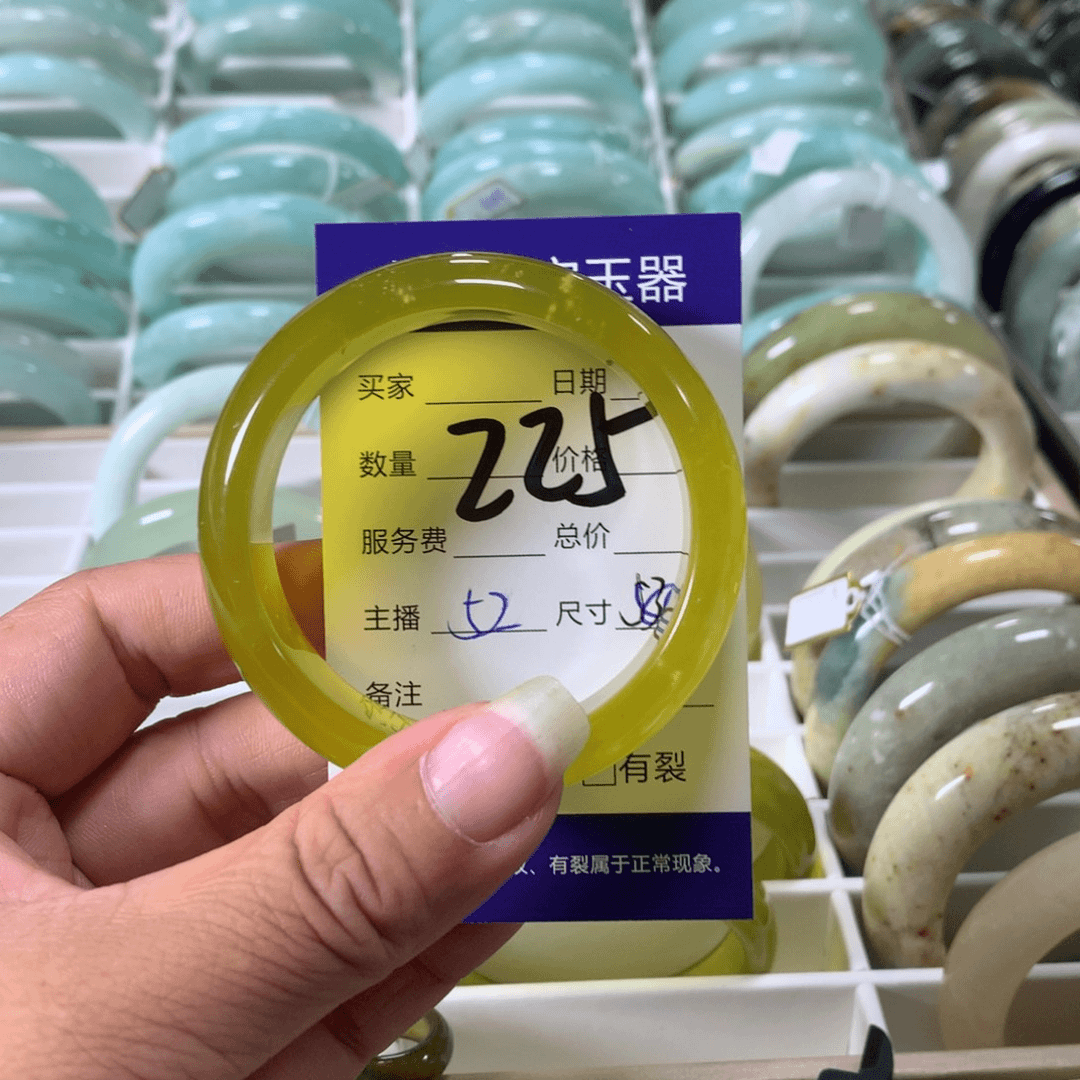 玉器
买家 日期
数量 价格
225
服务费 总价
主播 52 尺寸
备注
有裂
、有裂属于正常现象。